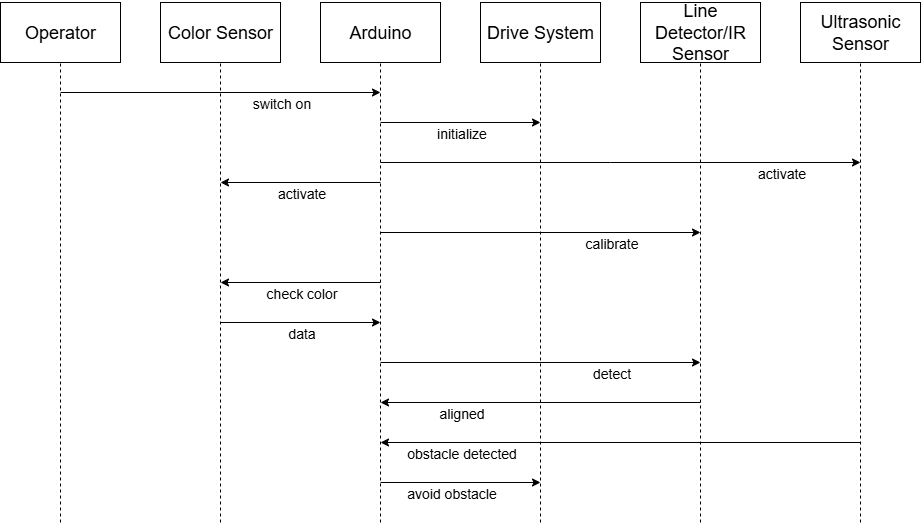 Operator
Color Sensor
Arduino
Drive System
Line
Detector/IR
Sensor
Ultrasonic
Sensor
switch on
initialize
activate
activate
calibrate
check color
data
detect
aligned
obstacle detected
avoid obstacle